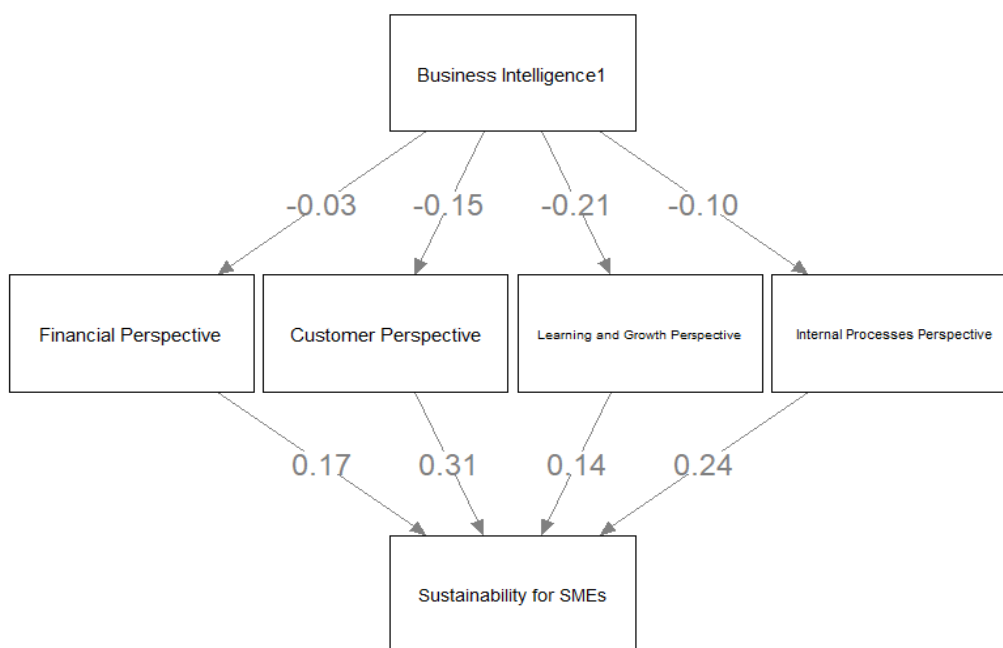 Business Intelligence1
-0.03
-0.15
-0.21
-0.10
Financial Perspective
Customer Perspective
Learning and Growth Perspective
Internal Processes Perspective
0.17
0.31
0.14
0.24
Sustainability for SMEs